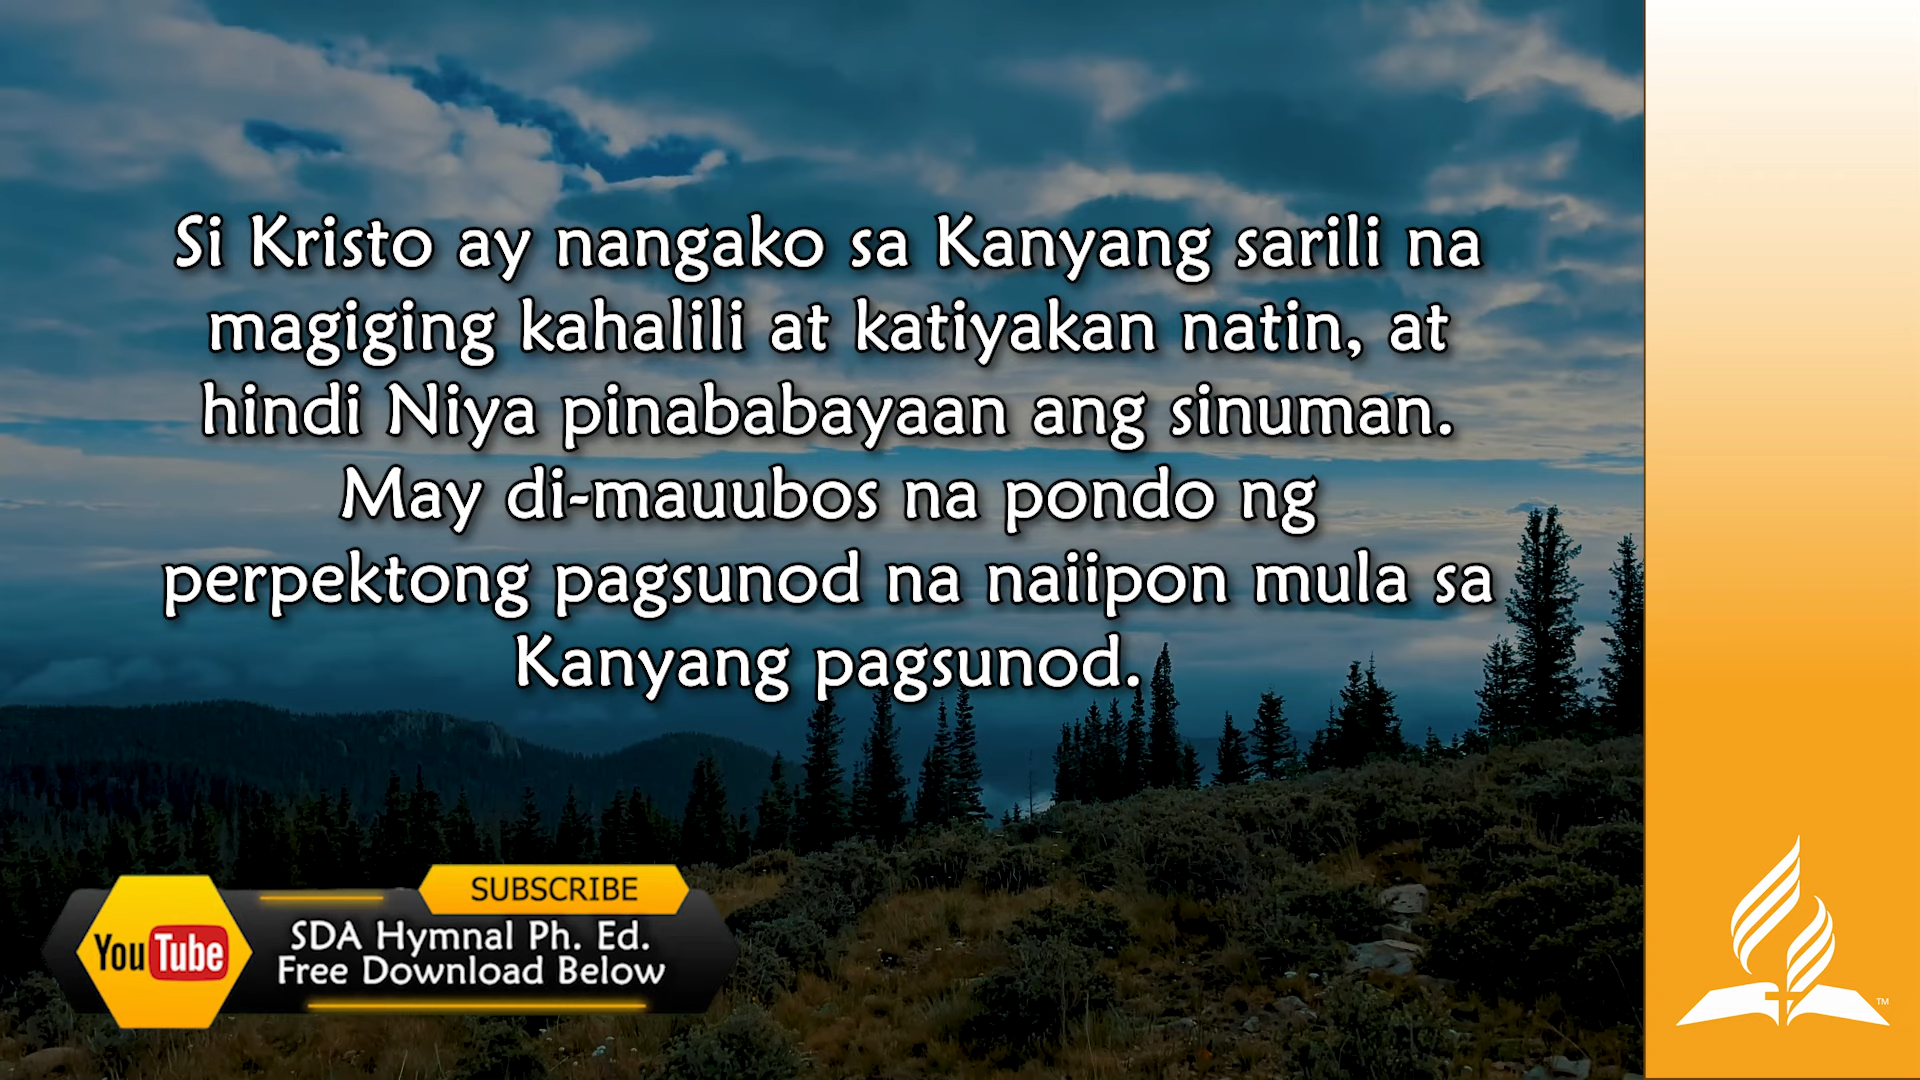 Si Kristo ay nangako sa Kanyang sarili na
magiging kahalili at katiyakan natin, at
hindi Niya pinababayaan ang sinuman.
May di-mauubos na pondo ng
perpektong pagsunod na naiipon mula sa
Kanyang pagsunod.
SUBSCRIBE
YouTube
SDA Hymnal Ph. Ed.
Free Download Below
TM